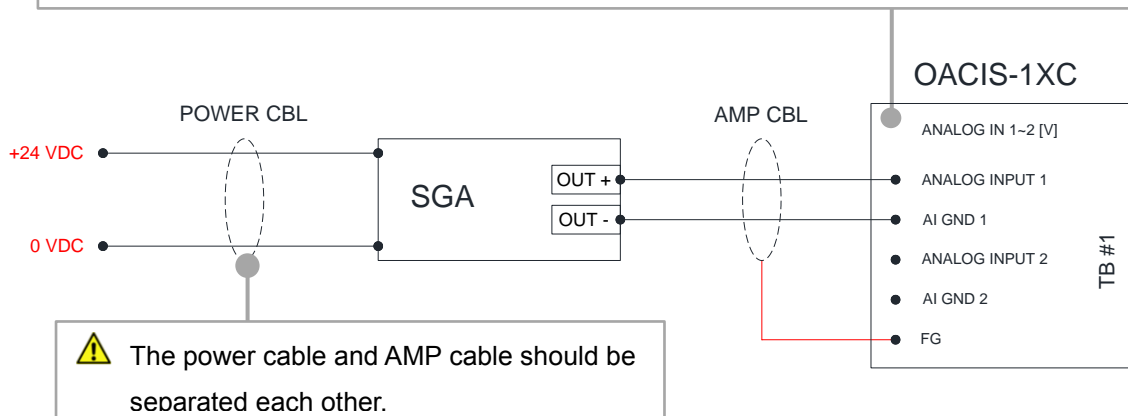 OACIS-1XC
POWER CBL
AMP CBL
ANALOG IN 1~2 [V]
+24 VDC
SGA
OUT +
ANALOG INPUT 1
OUT -
AI GND 1
0 VDC
ANALOG INPUT 2
TB #1
AI GND 2
FG
The power cable and AMP cable should be
separated each other.